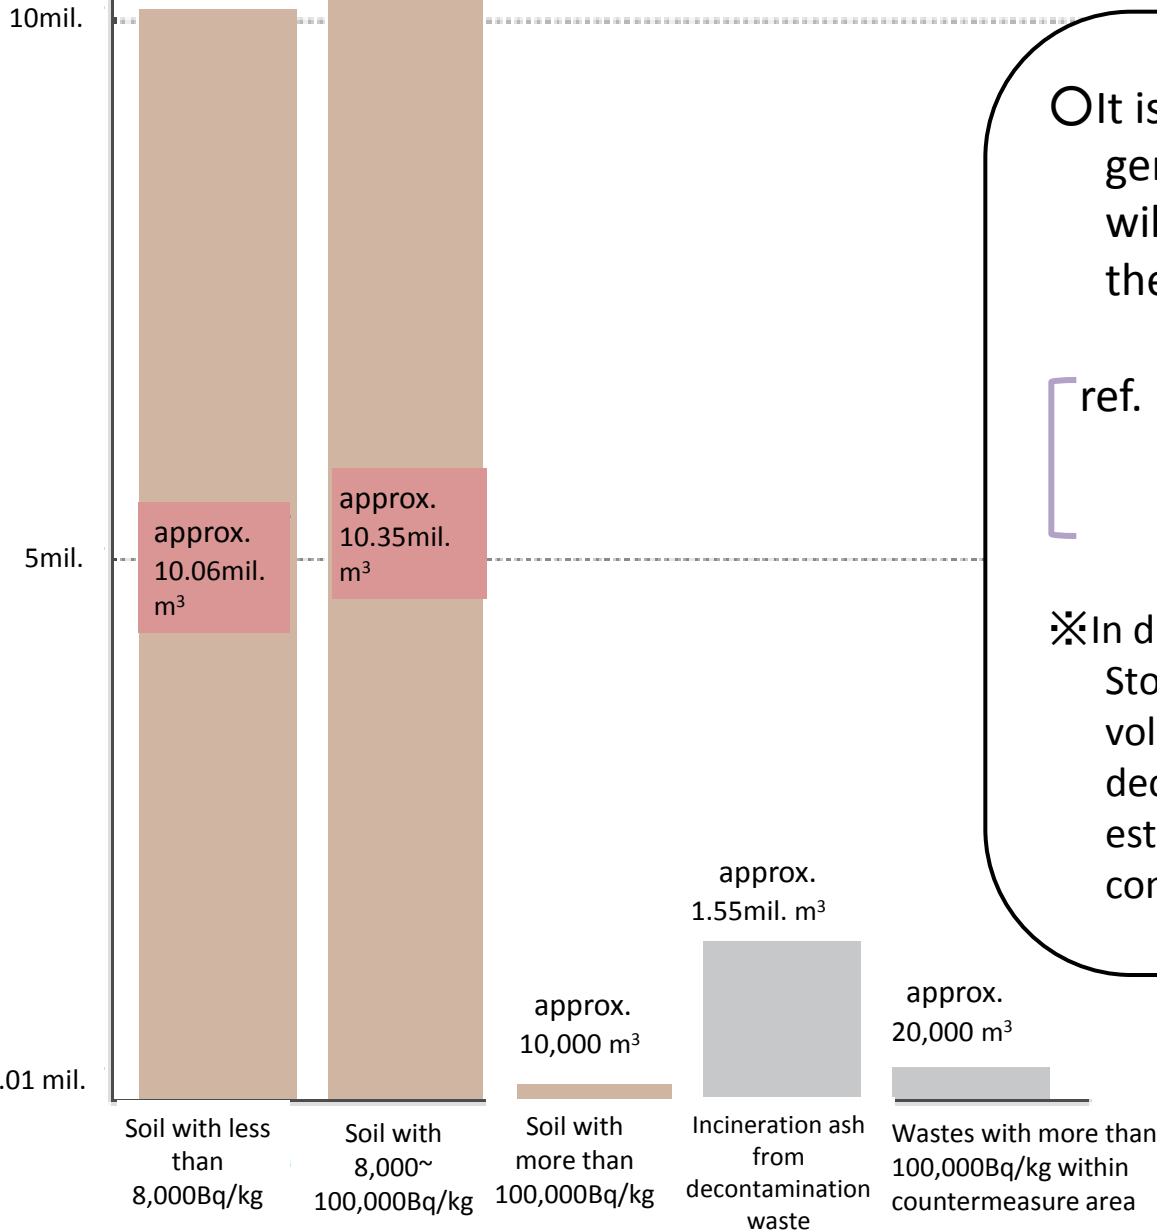 10mil.
5mil.
.01 mil.
approx.
10.06mil.
m³
approx.
10.35mil.
m³
approx.
10,000 m³
approx.
1.55mil. m³
approx.
20,000 m³
Soil with less
than
8,000Bq/kg
Soil with
8,000~
100,000Bq/kg
Soil with
more than
100,000Bq/kg
Incineration ash
from
decontamination
waste
Wastes with more than
100,000Bq/kg within
countermeasure area
○It is
ger
wil
the
ref.
※In d
Sto
vol
dec
est
con